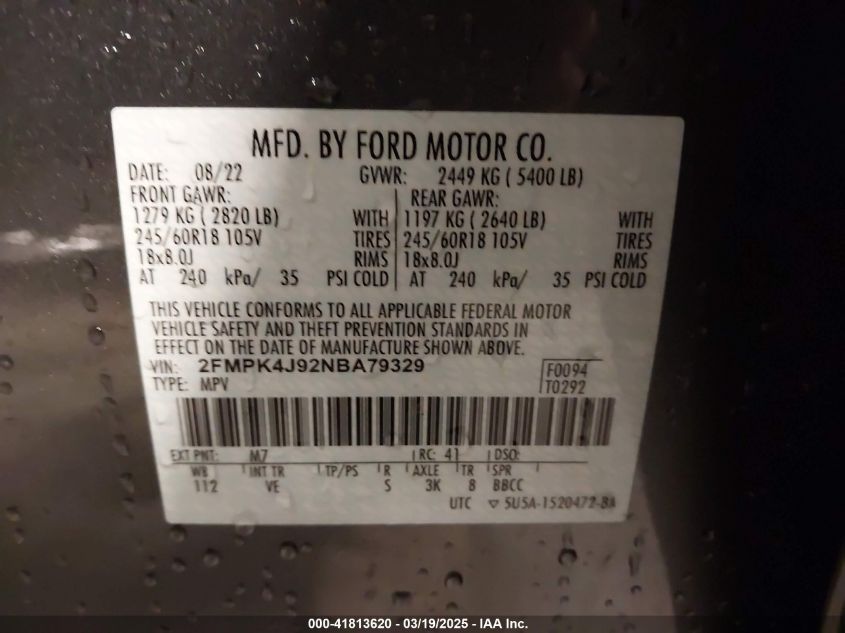 MFD. BY FORD MOTOR CO.
DATE: 08/22 GVWR: 2449 KG ( 5400 LB)
FRONT GAWR: REAR GAWR:
1279 KG ( 2820 LB) WITH 1197 KG ( 2640 LB) WITH
245/60R18 105V TIRES 245/60R18 105V TIRES
18x8.0J RIMS 18x8.0J RIMS
AT 240 kPa/ 35 PSI COLD AT 240 kPa/ 35 PSI COLD
THIS VEHICLE CONFORMS TO ALL APPLICABLE FEDERAL MOTOR
VEHICLE SAFETY AND THEFT PREVENTION STANDARDS IN
EFFECT ON THE DATE OF MANUFACTURE SHOWN ABOVE.
VIN: 2FMPK4J92NBA79329 F0094
TYPE: MPV T0292
EXT PNT: M7 RC: 41 DSO:
WB INT TR TP/PS R AXLE TR SPR
112 VE S 3K 8 BBCC
UTC ▽ 5U5A-1520472-BA
000-41813620 - 03/19/2025 - IAA Inc.